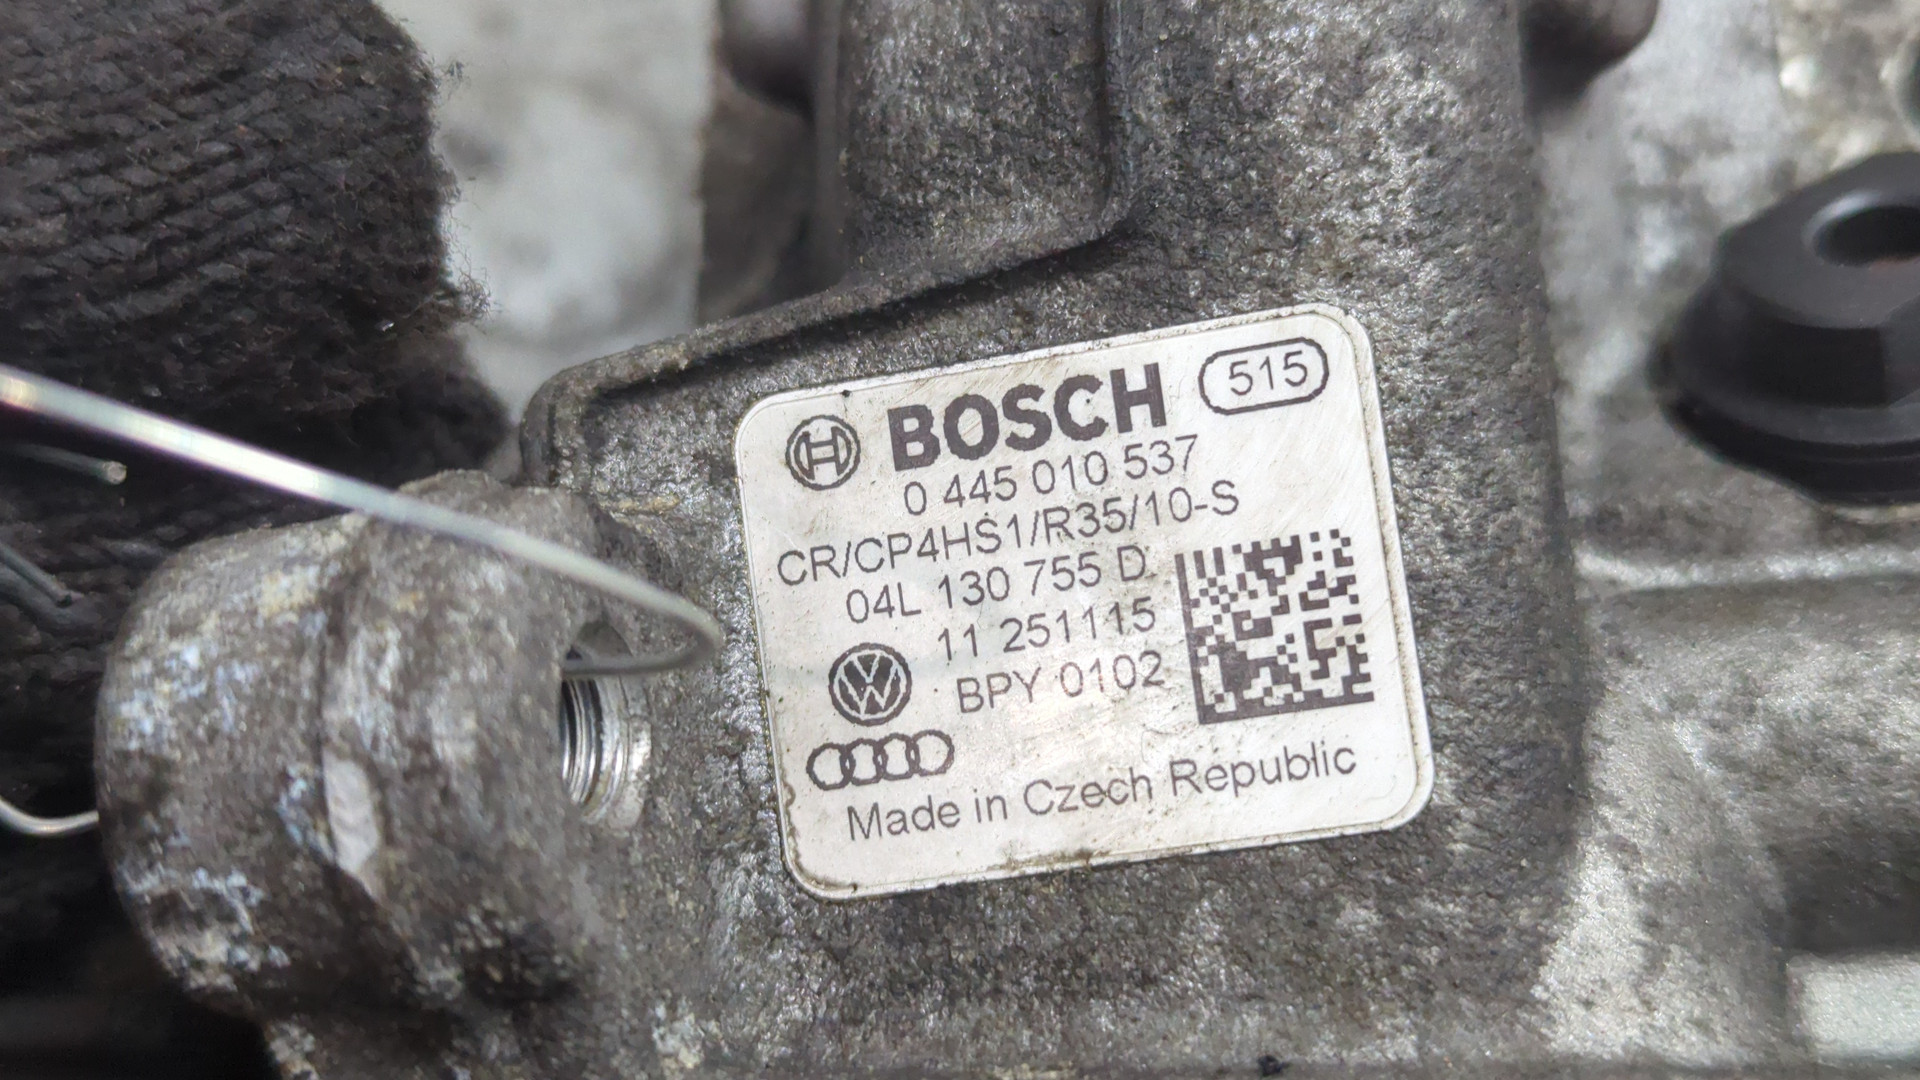 BOSCH 515
0 445 010 537
CR/CP4HS1/R35/10-S
04L 130 755 D
11 251115
BPY 0102
Made in Czech Republic